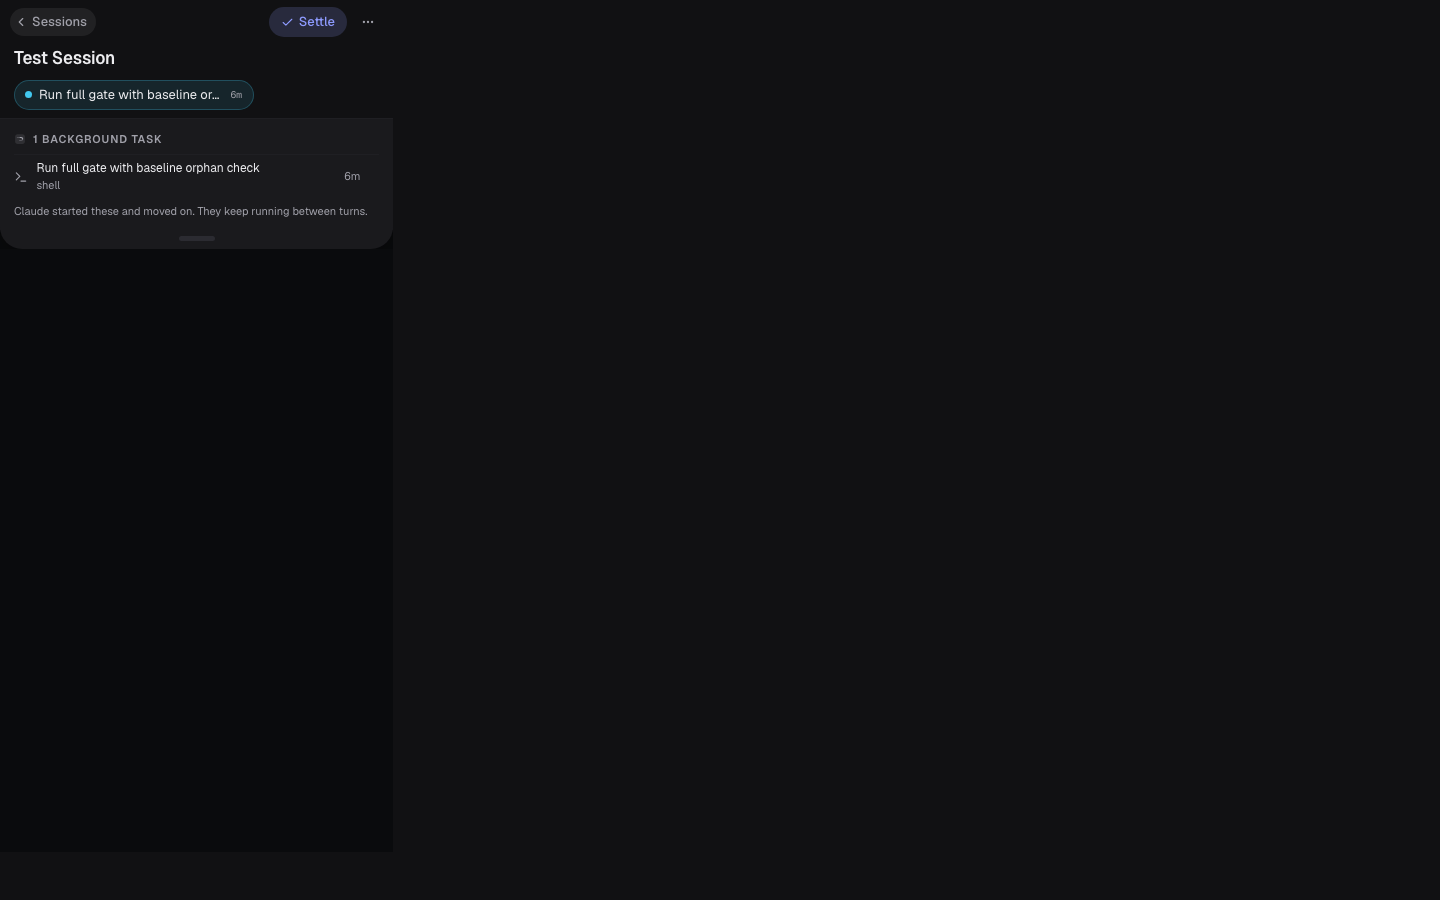 Sessions
Settle
Test Session
Run full gate with baseline or… 6m
1 BACKGROUND TASK
Run full gate with baseline orphan check
shell
6m
Claude started these and moved on. They keep running between turns.